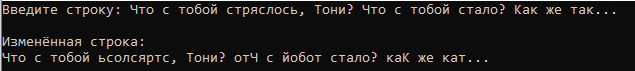 Введите строку: Что с тобой стряслось, Тони? Что с тобой стало? Как же так...
Изменённая строка:
Что с тобой ьсолсяртс, Тони? отЧ с йобот стало? каК же кат...